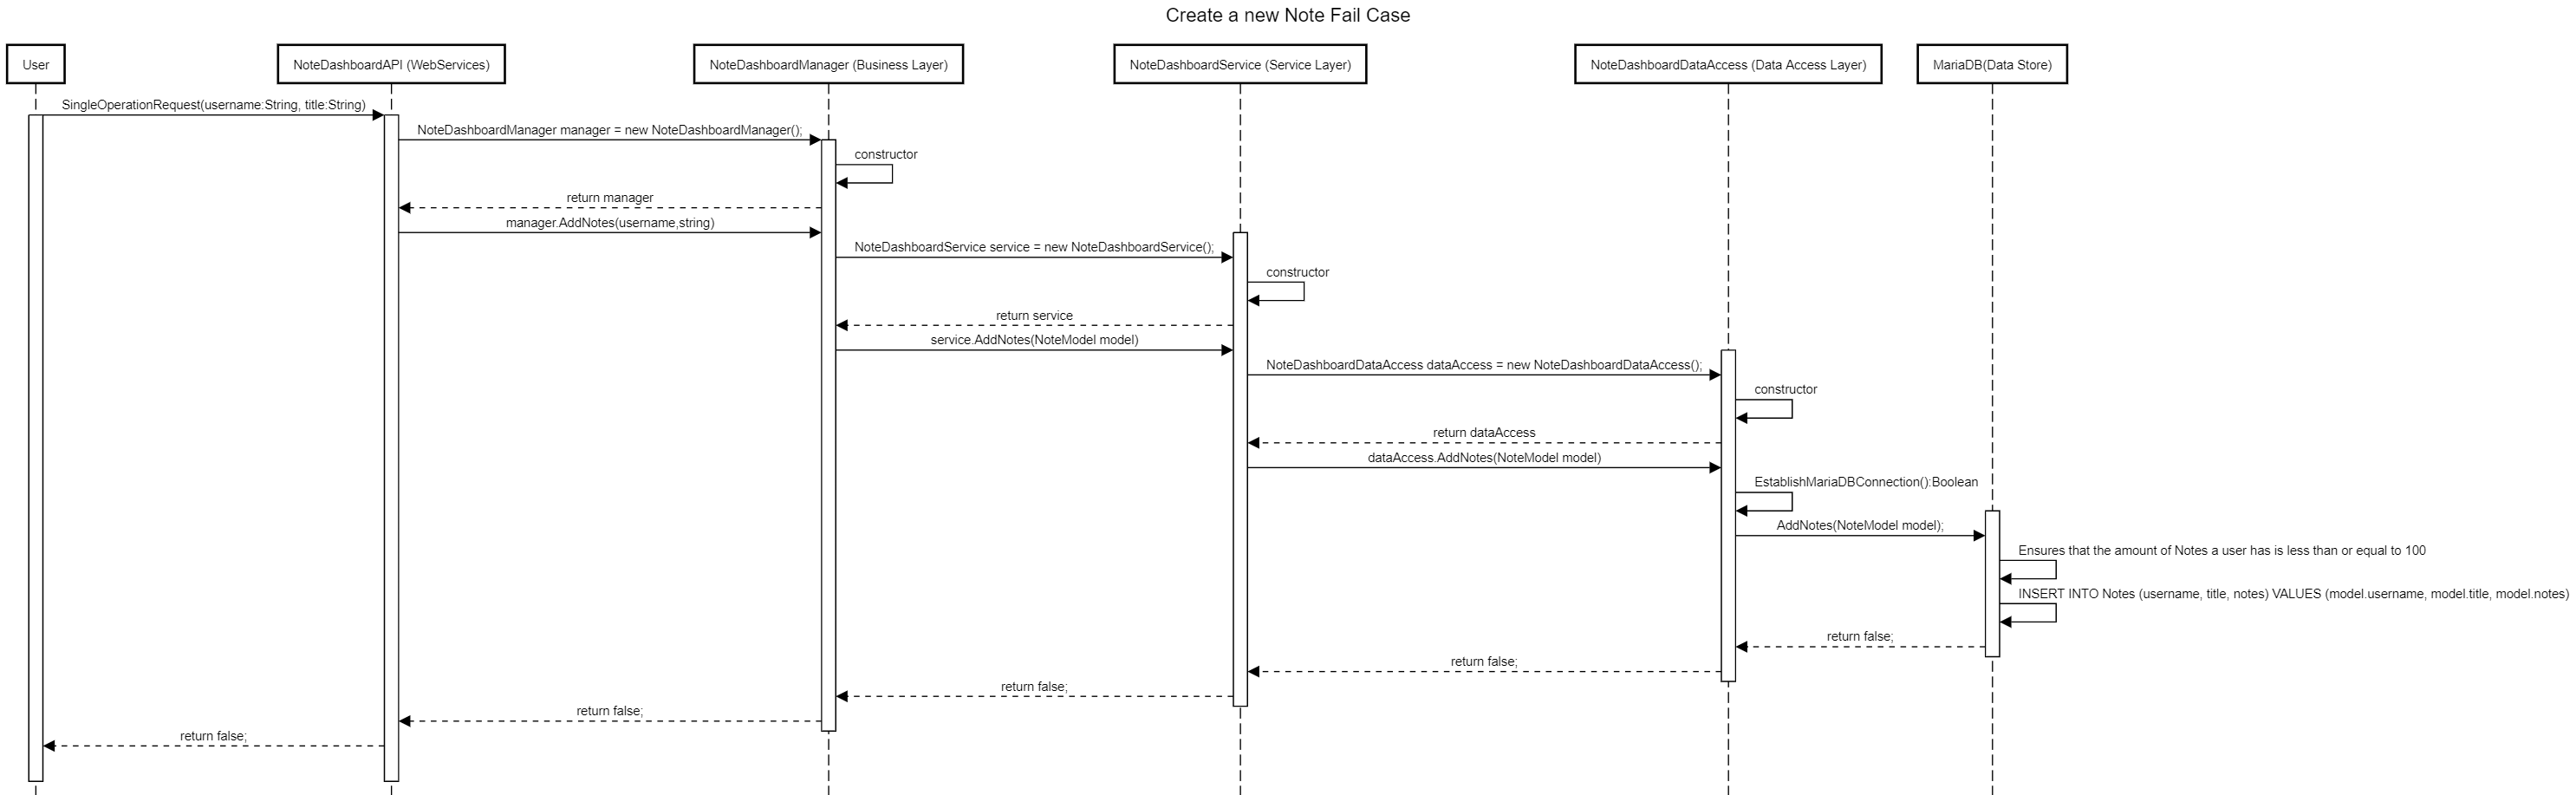 Create a new Note Fail Case
User
NoteDashboardAPI (WebServices)
NoteDashboardManager (Business Layer)
NoteDashboardService (Service Layer)
NoteDashboardDataAccess (Data Access Layer)
MariaDB(Data Store)
SingleOperationRequest(username:String, title:String)
NoteDashboardManager manager = new NoteDashboardManager();
constructor
return manager
manager.AddNotes(username,string)
NoteDashboardService service = new NoteDashboardService();
constructor
return service
service.AddNotes(NoteModel model)
NoteDashboardDataAccess dataAccess = new NoteDashboardDataAccess();
constructor
return dataAccess
dataAccess.AddNotes(NoteModel model)
EstablishMariaDBConnection():Boolean
AddNotes(NoteModel model);
Ensures that the amount of Notes a user has is less than or equal to 100
INSERT INTO Notes (username, title, notes) VALUES (model.username, model.title, model.notes)
return false;
return false;
return false;
return false;
return false;